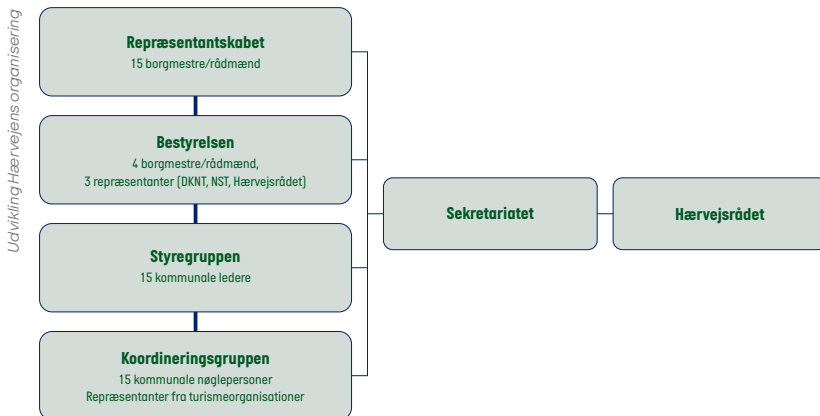 Udvikling Hærvejens organisering
Repræsentantskabet
15 borgmestre/rådmænd
Bestyrelsen
4 borgmestre/rådmænd,
3 repræsentanter (DKNT, NST, Hærvejsrådet)
Styregruppen
15 kommunale ledere
Koordineringsgruppen
15 kommunale nøglepersoner
Repræsentanter fra turismeorganisationer
Sekretariatet
Hærvejsrådet